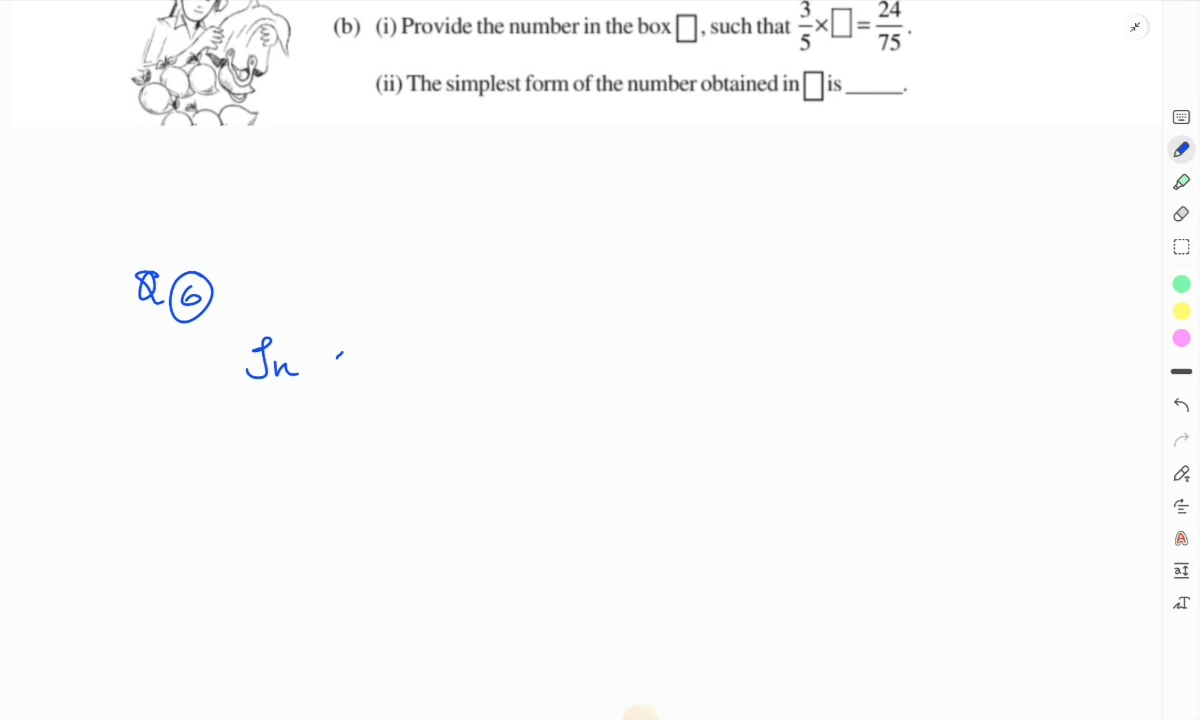 (b) (i) Provide the number in the box □, such that 3/5 × □ = 24/75.
(ii) The simplest form of the number obtained in □ is _____.
Q 6
In